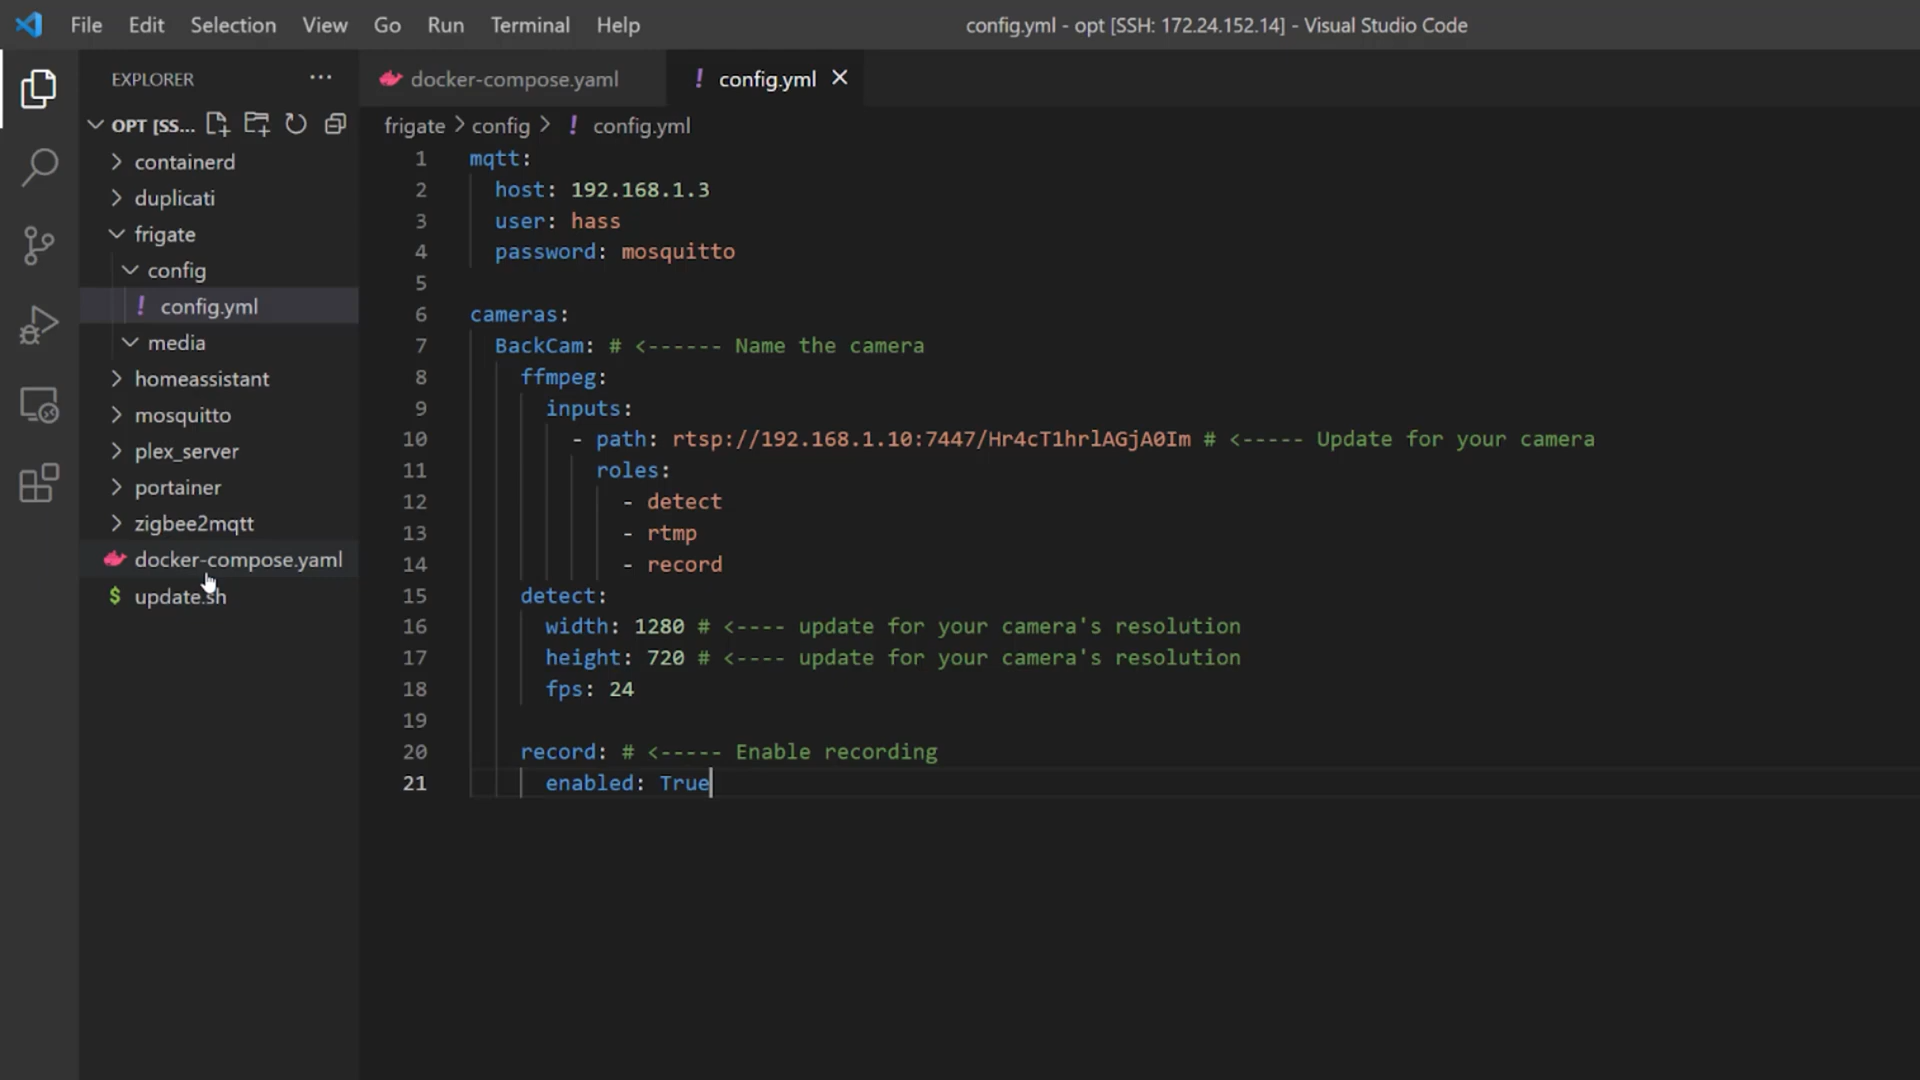 File Edit Selection View Go Run Terminal Help
config.yml - opt [SSH: 172.24.152.14] - Visual Studio Code
EXPLORER ...
OPT [SS...
containerd
duplicati
frigate
config
! config.yml
media
homeassistant
mosquitto
plex_server
portainer
zigbee2mqtt
docker-compose.yaml
$ update.sh
docker-compose.yaml
! config.yml ×
frigate > config > ! config.yml
1 mqtt:
2 host: 192.168.1.3
3 user: hass
4 password: mosquitto
5
6 cameras:
7 BackCam: # <------ Name the camera
8 ffmpeg:
9 inputs:
10 - path: rtsp://192.168.1.10:7447/Hr4cT1hrlAGjA0Im # <----- Update for your camera
11 roles:
12 - detect
13 - rtmp
14 - record
15 detect:
16 width: 1280 # <---- update for your camera's resolution
17 height: 720 # <---- update for your camera's resolution
18 fps: 24
19
20 record: # <----- Enable recording
21 enabled: True